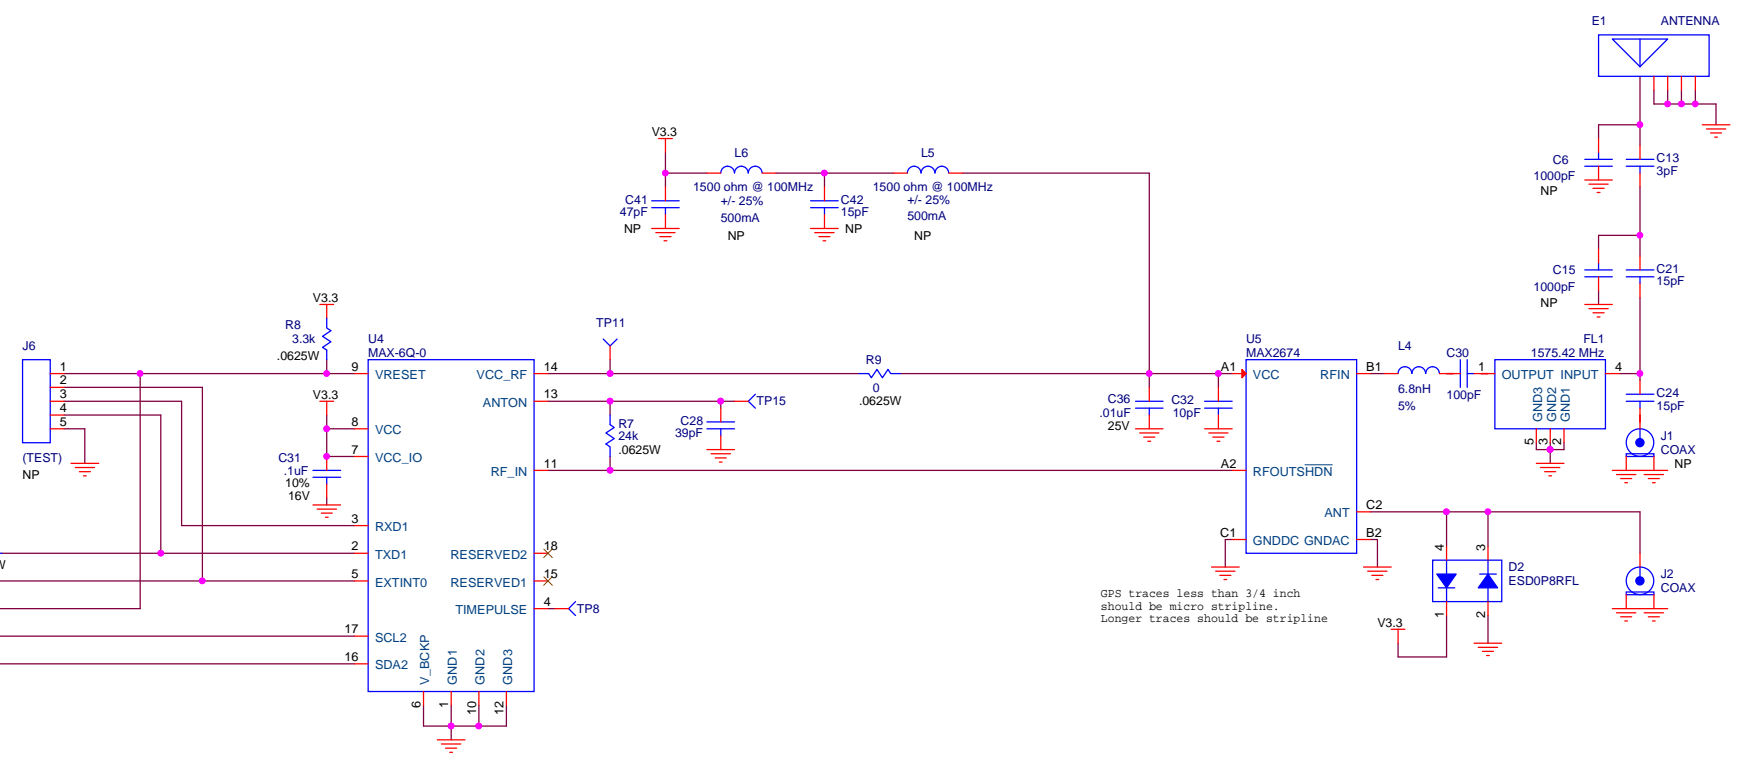 E1
ANTENNA
V3.3
L6
L5
1500 ohm @ 100MHz
+/- 25%
500mA
NP
1500 ohm @ 100MHz
+/- 25%
500mA
NP
C41
47pF
NP
C42
15pF
NP
C6
1000pF
NP
C13
3pF
C15
1000pF
NP
C21
15pF
J6
1
2
3
4
5
(TEST)
NP
V3.3
R8
3.3k
.0625W
V3.3
C31
.1uF
10%
16V
U4
MAX-6Q-0
9 VRESET
8 VCC
7 VCC_IO
3 RXD1
2 TXD1
5 EXTINT0
17 SCL2
16 SDA2
VCC_RF 14
ANTON 13
RF_IN 11
RESERVED2 18
RESERVED1 15
TIMEPULSE 4
V_BCKP
GND1
GND2
GND3
6
1
10
12
W
TP11
TP15
TP8
R7
24k
.0625W
C28
39pF
R9
0
.0625W
C36
.01uF
25V
C32
10pF
U5
MAX2674
A1 VCC
A2 RFOUTSHDN
C1 GNDDC
RFIN B1
ANT C2
GNDAC B2
L4
6.8nH
5%
C30
100pF
FL1
1575.42 MHz
1 OUTPUT INPUT 4
GND3
GND2
GND1
5
3
2
C24
15pF
J1
COAX
NP
4
3
D2
ESD0P8RFL
1
2
V3.3
J2
COAX
GPS traces less than 3/4 inch
should be micro stripline.
Longer traces should be stripline